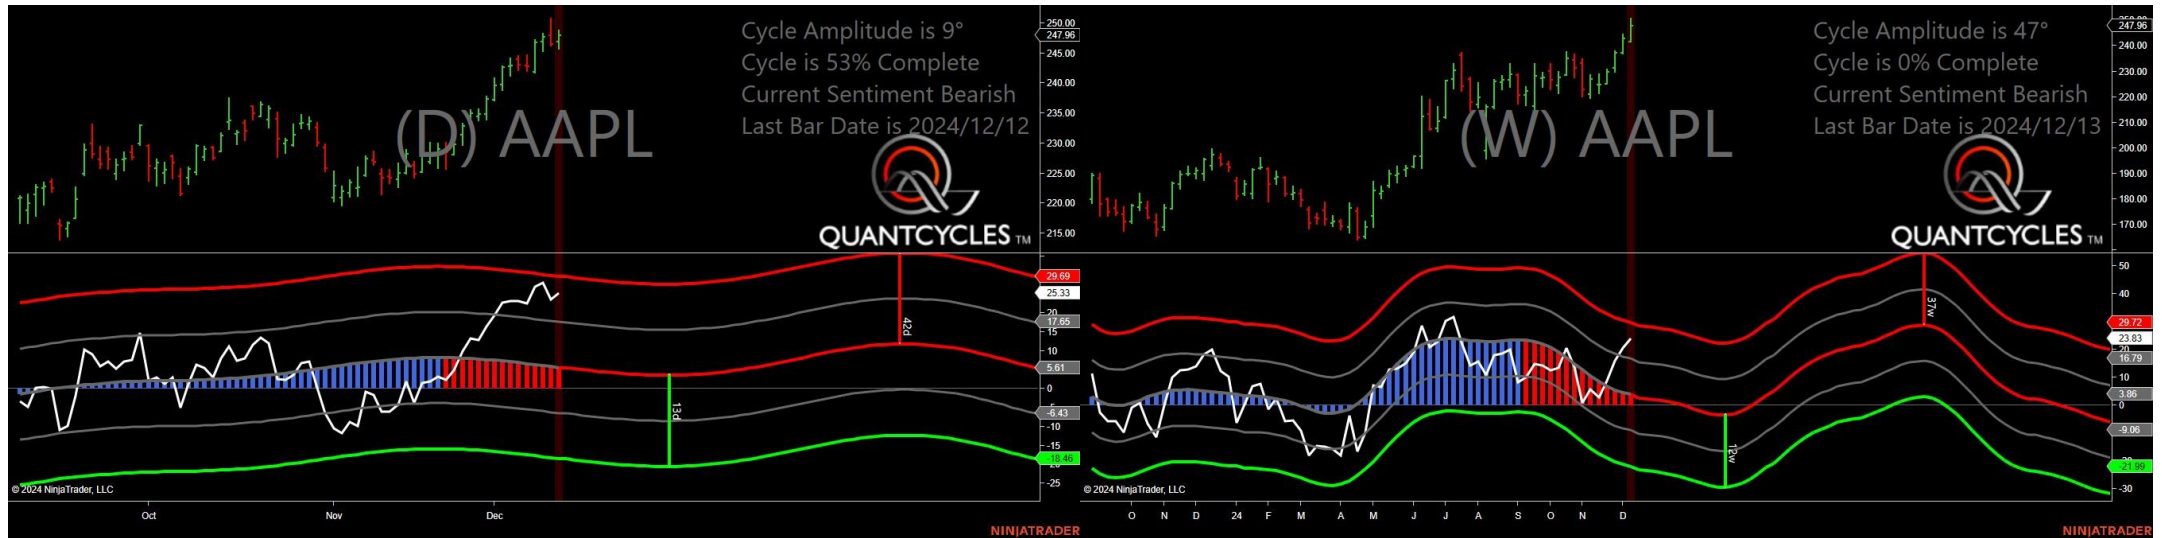 Cycle Amplitude is 9°
Cycle is 53% Complete
Current Sentiment Bearish
Last Bar Date is 2024/12/12
(D) AAPL
QUANTCYCLES TM
250.00
247.96
245.00
240.00
235.00
230.00
225.00
220.00
215.00
29.69
25.33
20
17.65
15
10
5.61
0
-6.43
-10
-15
-18.46
-25
42d
13d
© 2024 NinjaTrader, LLC
Oct
Nov
Dec
NINJATRADER
Cycle Amplitude is 47°
Cycle is 0% Complete
Current Sentiment Bearish
Last Bar Date is 2024/12/13
(W) AAPL
QUANTCYCLES TM
247.96
240.00
230.00
220.00
210.00
200.00
190.00
180.00
170.00
50
40
29.72
23.83
20
16.79
10
3.86
0
-9.06
-21.99
-30
37w
12w
© 2024 NinjaTrader, LLC
O N D 24 F M A M J J A S O N D
NINJATRADER